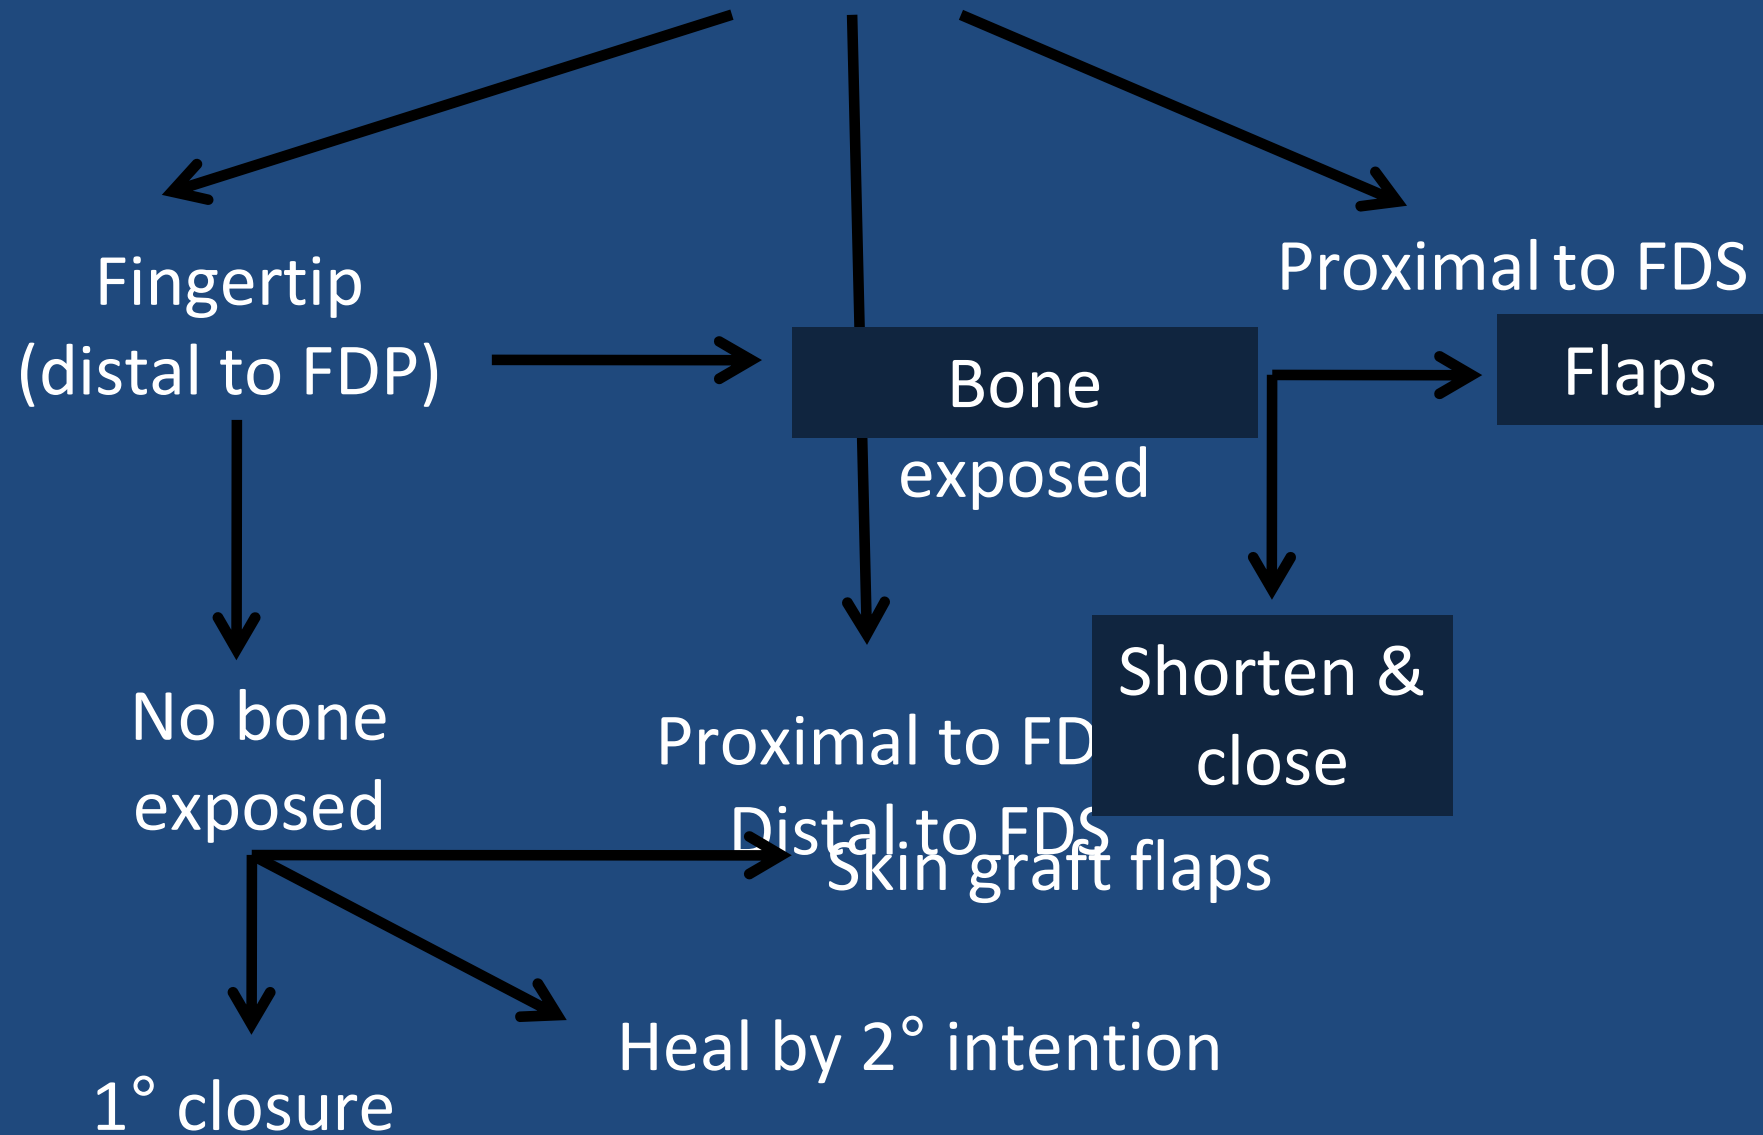 Fingertip
(distal to FDP)
Proximal to FDS
Bone
exposed
Flaps
No bone
exposed
Shorten &
close
Proximal to FD
Distal to FDS
Skin graft flaps
Heal by 2° intention
1° closure